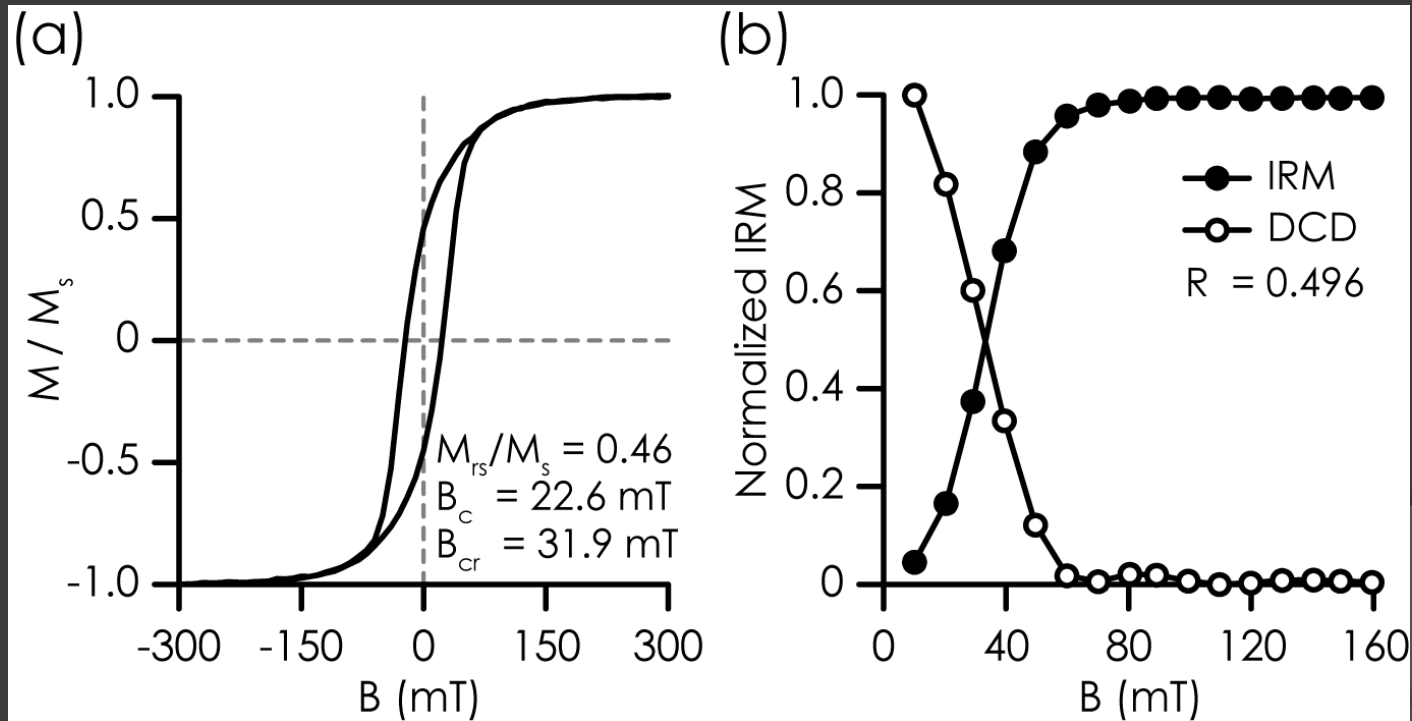 (a)
1.0
0.5
0
-0.5
-1.0
M / Ms
Mrs/Ms = 0.46
Bc = 22.6 mT
Bcr = 31.9 mT
-300 -150 0 150 300
B (mT)
(b)
1.0
0.8
0.6
0.4
0.2
0
Normalized IRM
IRM
DCD
R = 0.496
0 40 80 120 160
B (mT)